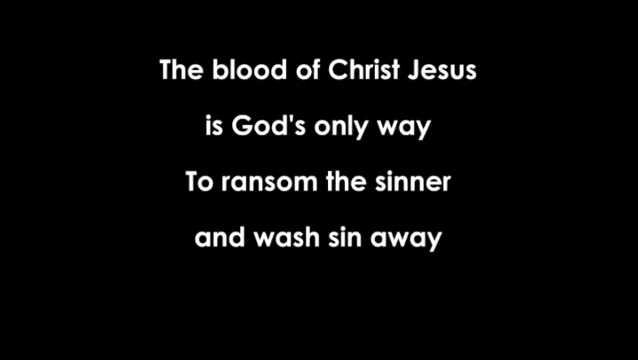 The blood of Christ Jesus
is God's only way
To ransom the sinner
and wash sin away